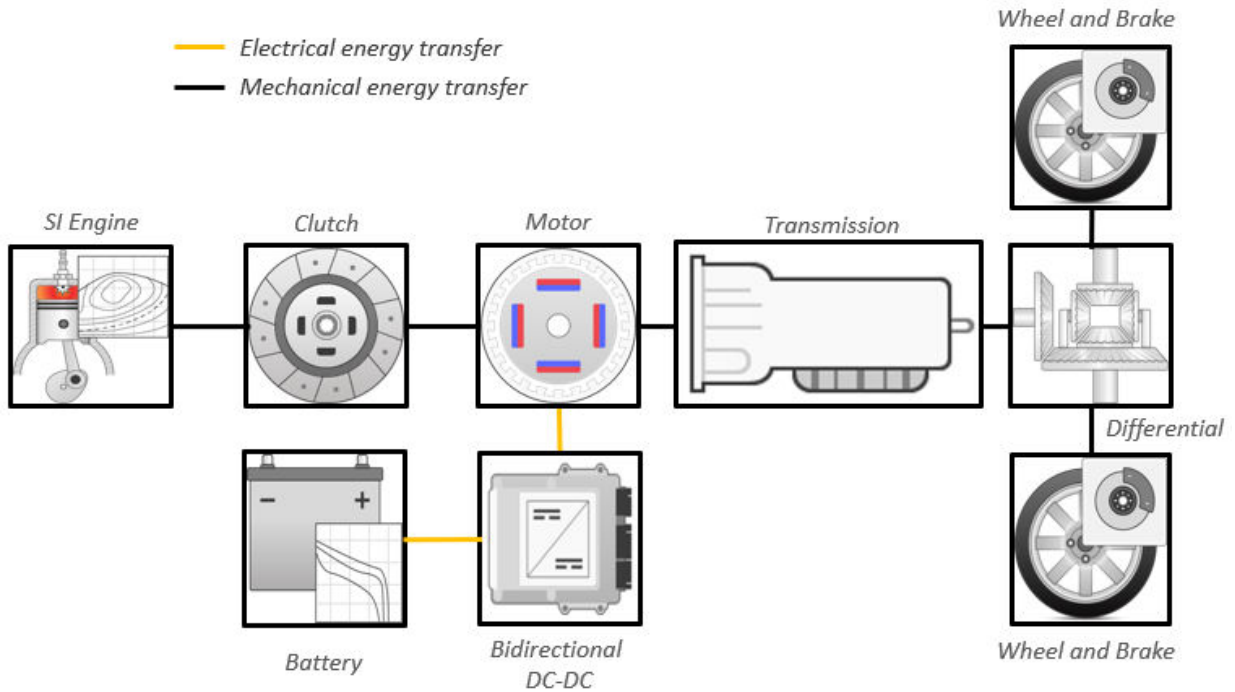 Wheel and Brake
Electrical energy transfer
Mechanical energy transfer
SI Engine
Clutch
Motor
Transmission
Differential
- +
Battery
Bidirectional
DC-DC
Wheel and Brake